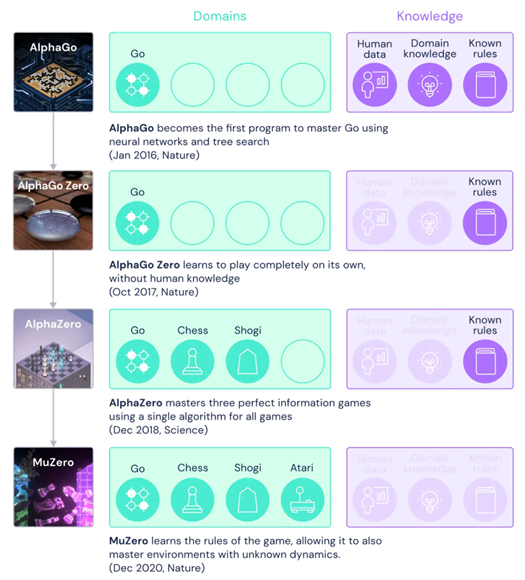 Domains
Knowledge
AlphaGo
Go
Human data
Domain knowledge
Known rules
AlphaGo becomes the first program to master Go using
neural networks and tree search
(Jan 2016, Nature)
AlphaGo Zero
Go
Human data
Domain knowledge
Known rules
AlphaGo Zero learns to play completely on its own,
without human knowledge
(Oct 2017, Nature)
AlphaZero
Go
Chess
Shogi
Human data
Domain knowledge
Known rules
AlphaZero masters three perfect information games
using a single algorithm for all games
(Dec 2018, Science)
MuZero
Go
Chess
Shogi
Atari
Human data
Domain knowledge
Known rules
MuZero learns the rules of the game, allowing it to also
master environments with unknown dynamics.
(Dec 2020, Nature)